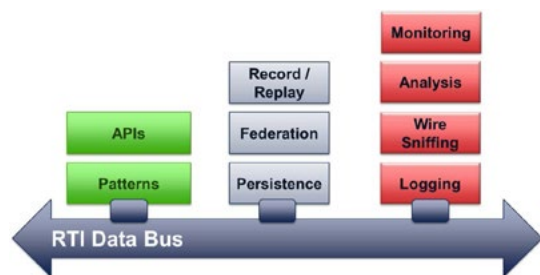 Monitoring
Record /
Replay
Analysis
APIs
Federation
Wire
Sniffing
Patterns
Persistence
Logging
RTI Data Bus